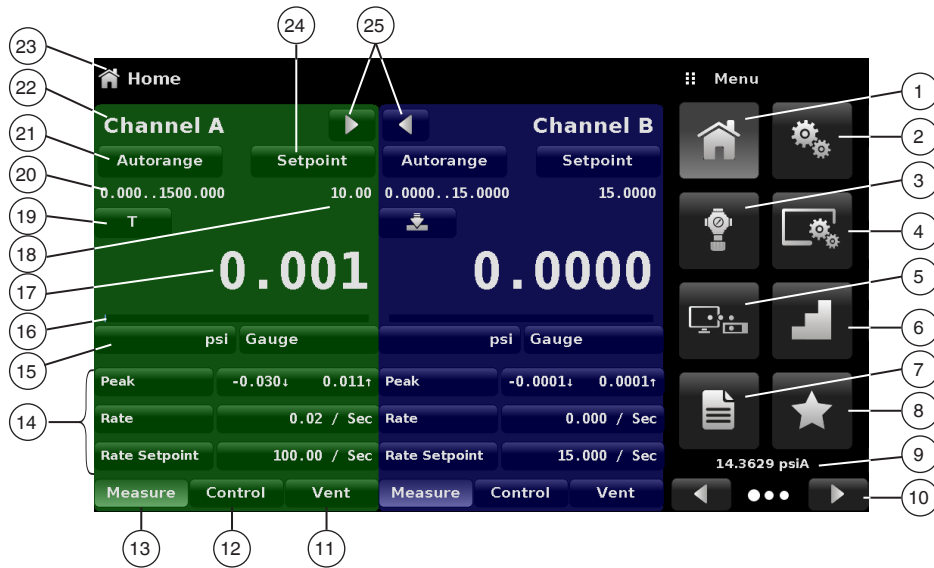 24 25
23
Home
Menu
22
1
Channel A
Channel B
21
2
Autorange Setpoint
Autorange Setpoint
20
0.000..1500.000 10.00
0.0000..15.0000 15.0000
3
19
T
18
4
17
0.001
0.0000
5
16
6
15
psi Gauge
psi Gauge
7
14
Peak -0.030↓ 0.011↑
Peak -0.0001↓ 0.0001↑
8
Rate 0.02 / Sec
Rate 0.000 / Sec
9
Rate Setpoint 100.00 / Sec
Rate Setpoint 15.000 / Sec
14.3629 psiA
Measure Control Vent
Measure Control Vent
10
13 12 11